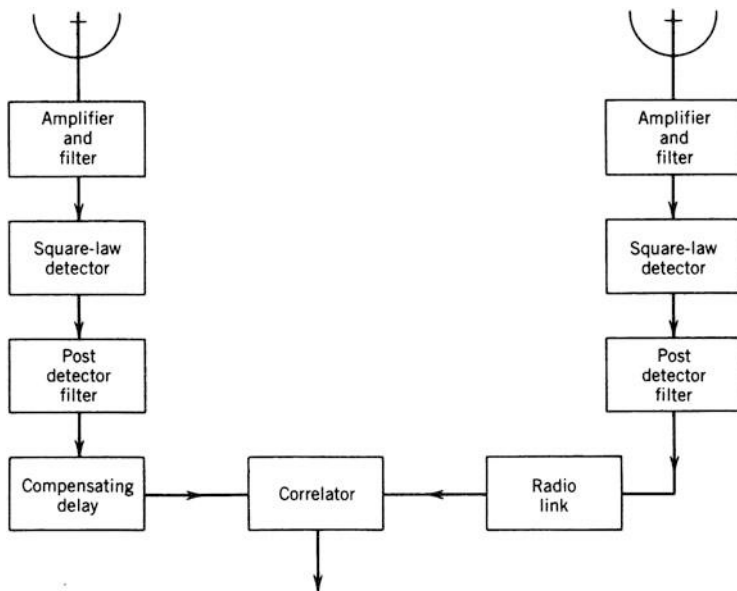 Amplifier
and
filter
Amplifier
and
filter
Square-law
detector
Square-law
detector
Post
detector
filter
Post
detector
filter
Compensating
delay
Correlator
Radio
link